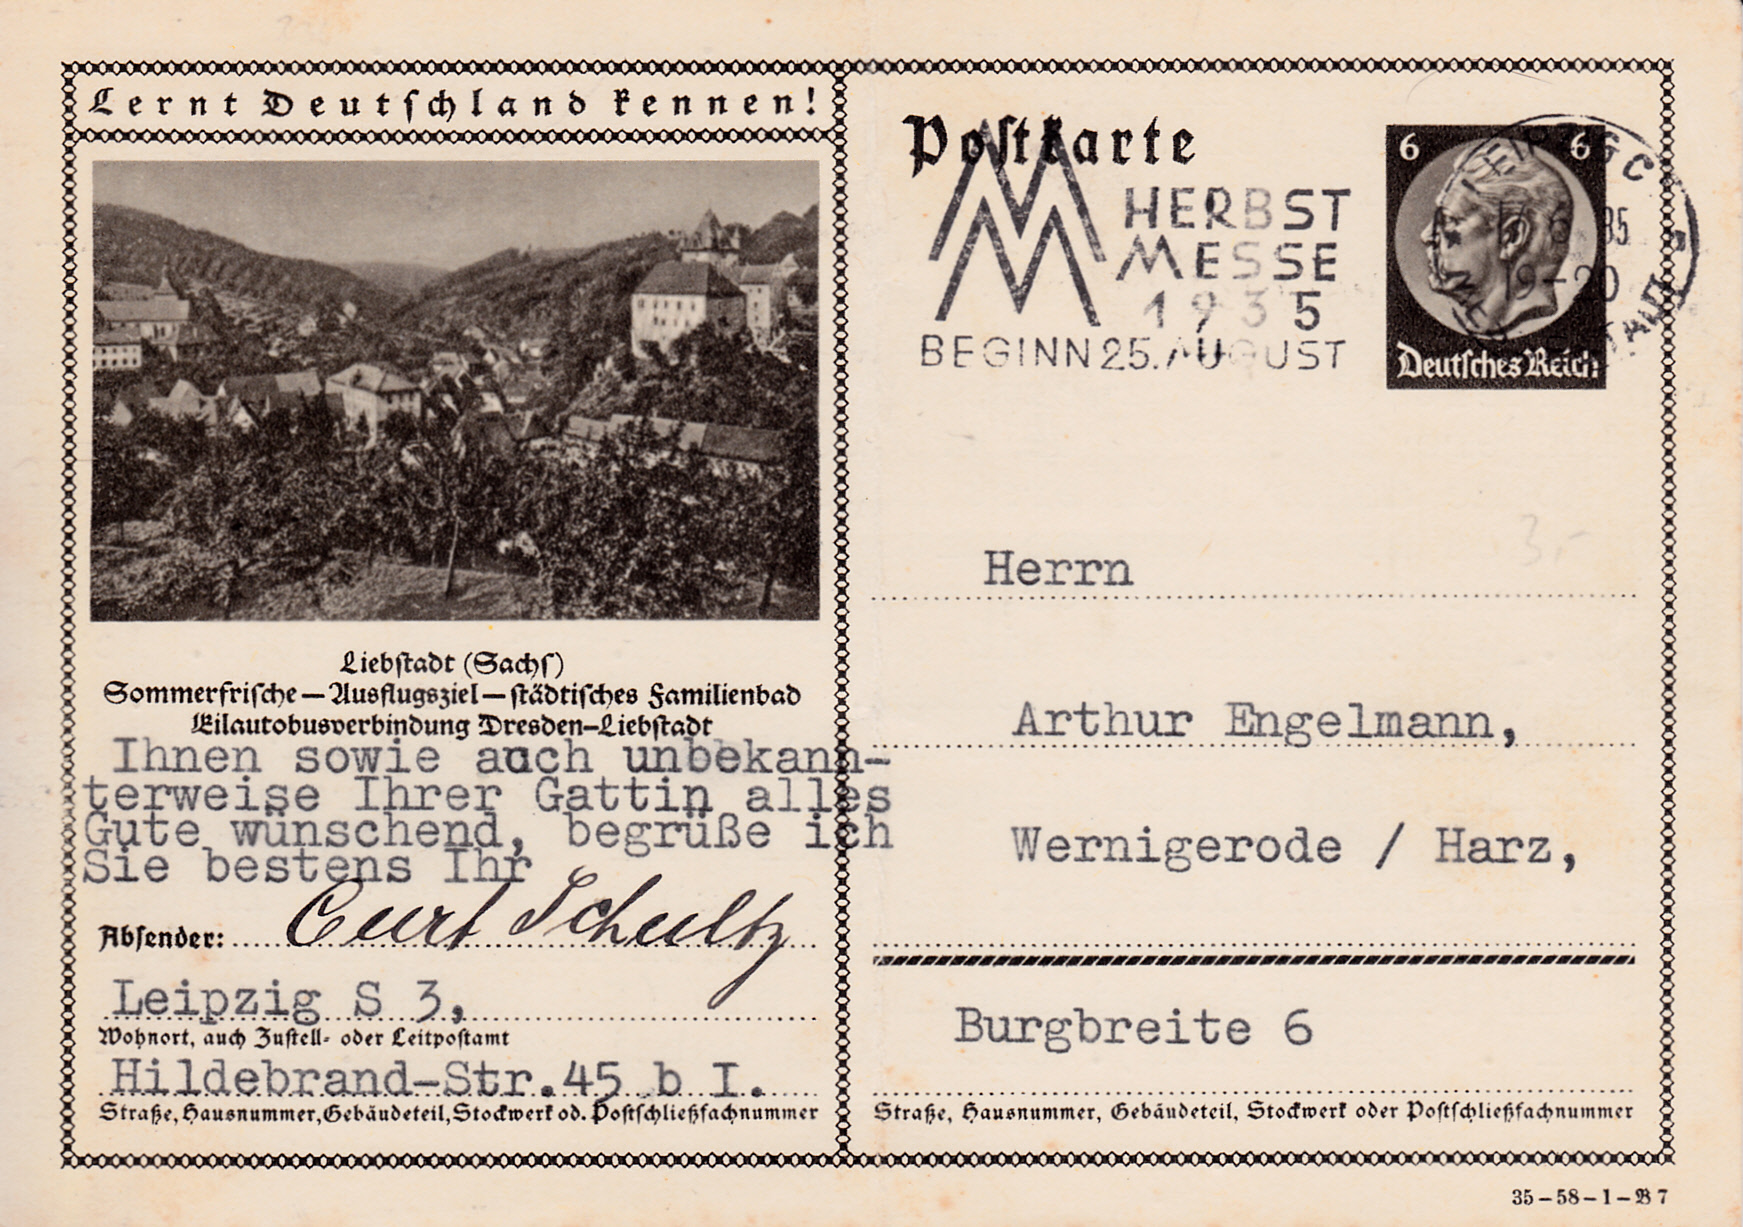 Lernt Deutschland kennen!
Liebstadt (Sachs)
Sommerfrische — Ausflugsziel — städtisches Familienbad
Eilautobusverbindung Dresden–Liebstadt
Ihnen sowie auch unbekann-
terweise Ihrer Gattin alles
Gute wünschend, begrüße ich
Sie bestens Ihr
Absender: Curt Schultz
Leipzig S 3,
Wohnort, auch Zustell- oder Leitpostamt
Hildebrand-Str.45 b I.
Straße, Hausnummer, Gebäudeteil, Stockwerk od. Postschließfachnummer
Postkarte
HERBST
MESSE
1935
BEGINN 25. AUGUST
6 6
Deutsches Reich
Herrn
Arthur Engelmann,
Wernigerode / Harz,
Burgbreite 6
Straße, Hausnummer, Gebäudeteil, Stockwerk oder Postschließfachnummer
35 – 58 – 1 – B 7